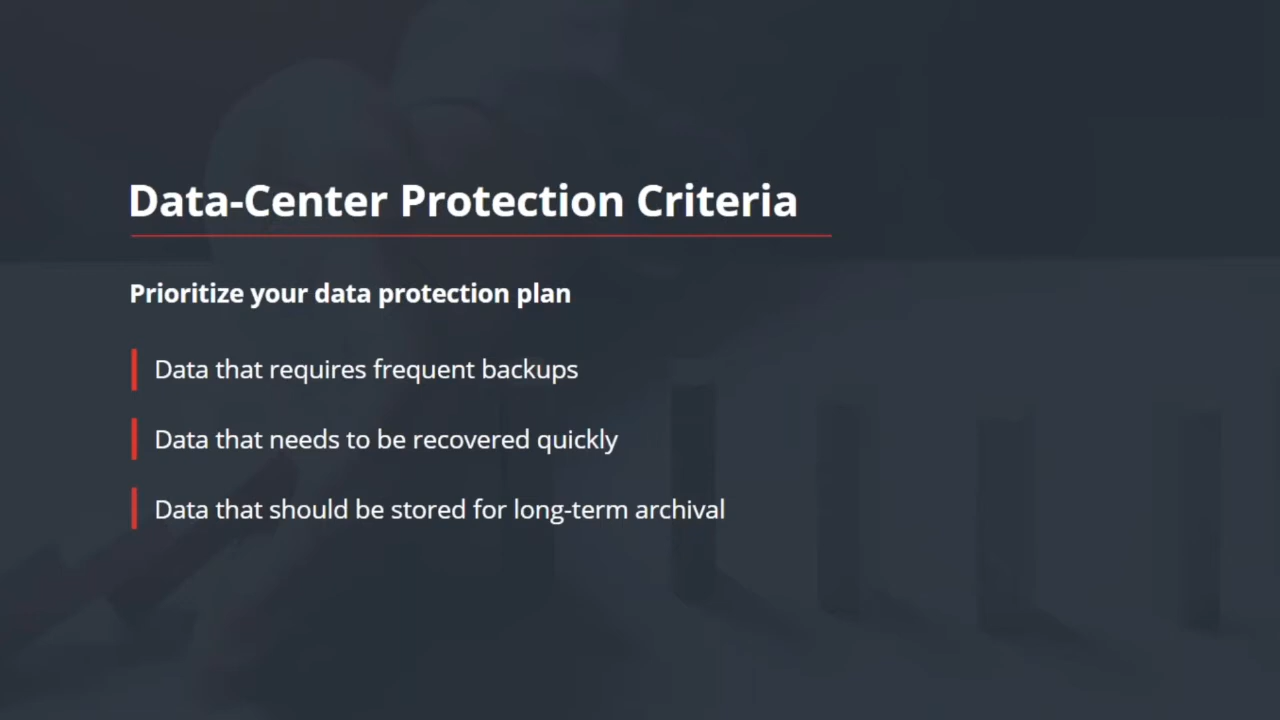 Data-Center Protection Criteria
Prioritize your data protection plan
Data that requires frequent backups
Data that needs to be recovered quickly
Data that should be stored for long-term archival